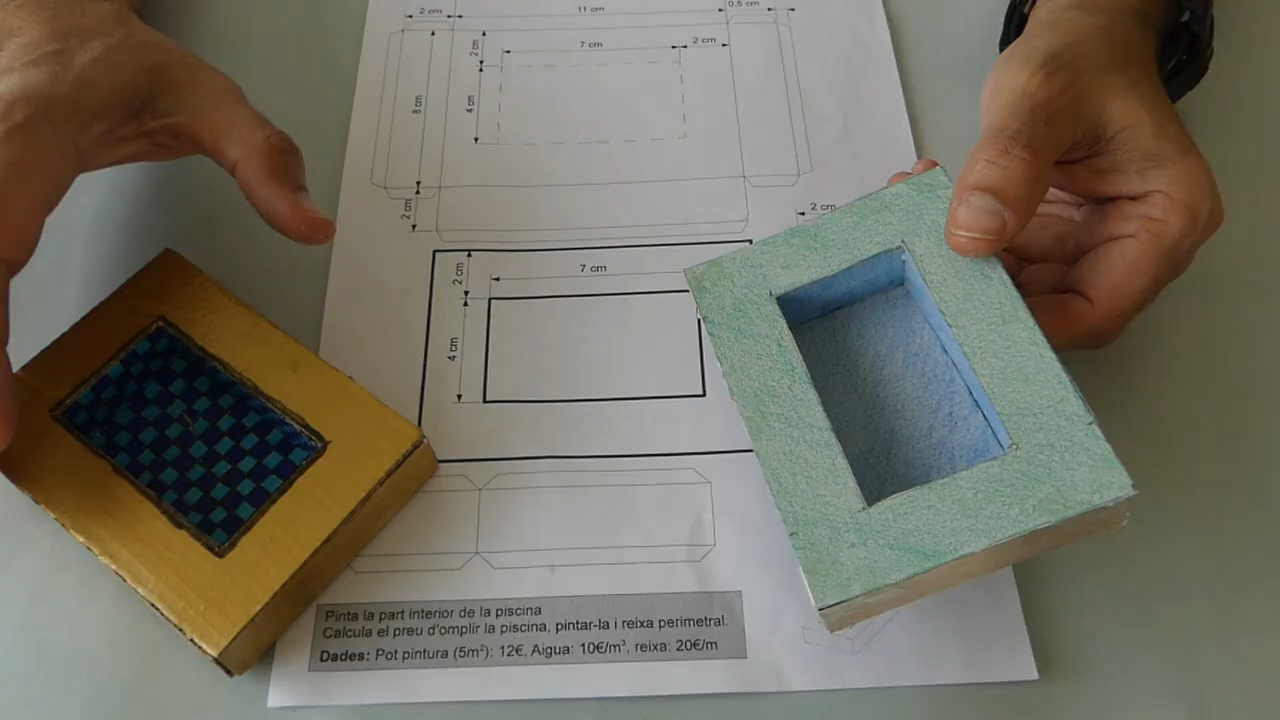 2 cm
11 cm
0.5 cm
2 cm
7 cm
2 cm
8 cm
4 cm
2 cm
2 cm
2 cm
7 cm
4 cm
Pinta la part interior de la piscina
Calcula el preu d'omplir la piscina, pintar-la i reixa perimetral.
Dades: Pot pintura (5m²): 12€, Aigua: 10€/m³, reixa: 20€/m